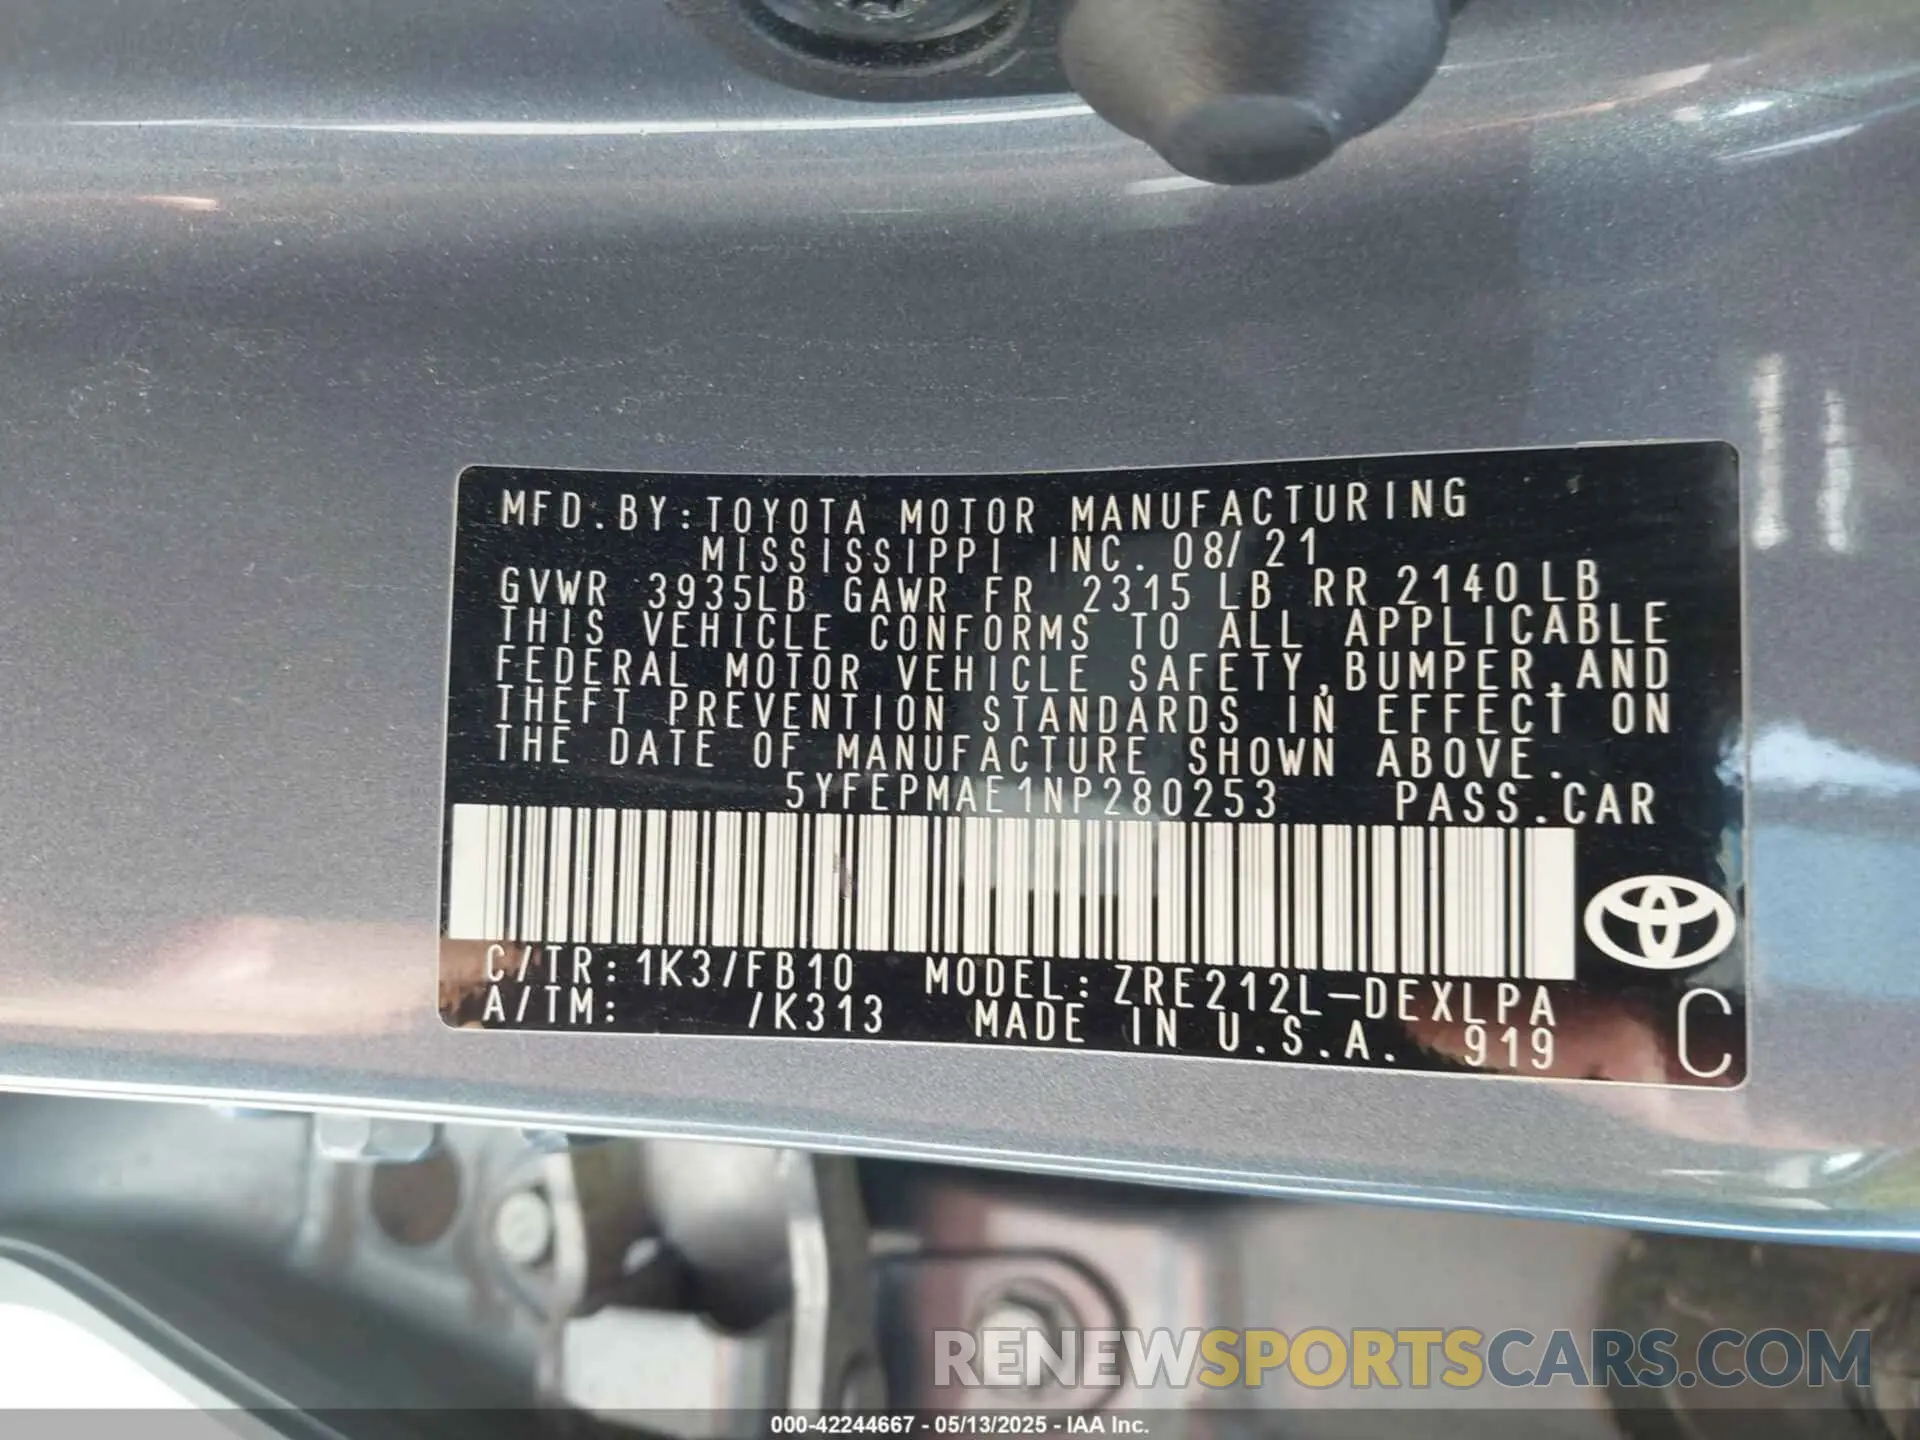 MFD.BY:TOYOTA MOTOR MANUFACTURING
MISSISSIPPI INC. 08/21
GVWR 3935LB GAWR FR 2315 LB RR 2140LB
THIS VEHICLE CONFORMS TO ALL APPLICABLE
FEDERAL MOTOR VEHICLE SAFETY,BUMPER,AND
THEFT PREVENTION STANDARDS IN EFFECT ON
THE DATE OF MANUFACTURE SHOWN ABOVE.
5YFEPMAE1NP280253 PASS.CAR
C/TR:1K3/FB10 MODEL:ZRE212L-DEXLPA
A/TM: /K313 MADE IN U.S.A. 919
C
RENEWSPORTSCARS.COM
000-42244667 - 05/13/2025 - IAA Inc.